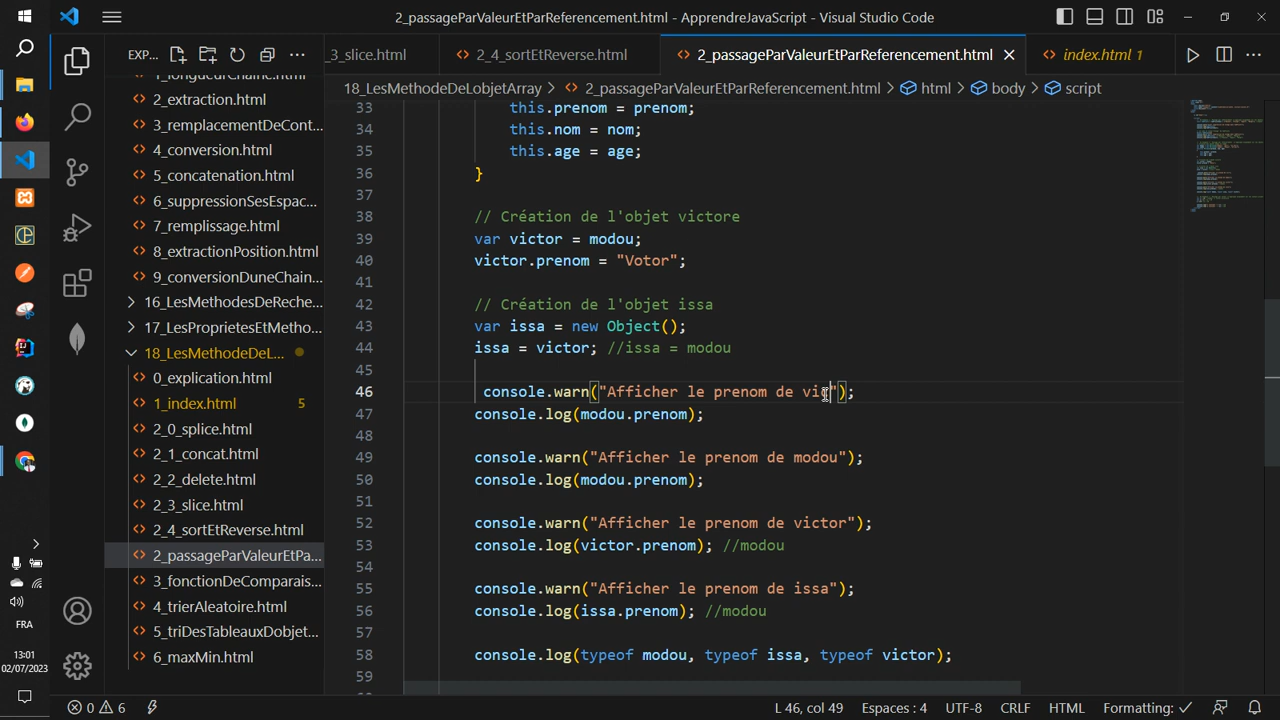 2_passageParValeurEtParReferencement.html - ApprendreJavaScript - Visual Studio Code
EXP...
_3_slice.html
2_4_sortEtReverse.html
2_passageParValeurEtParReferencement.html
index.html 1
18_LesMethodeDeLobjetArray > 2_passageParValeurEtParReferencement.html > html > body > script
1_longueurChaine.html
2_extraction.html
3_remplacementDeCont...
4_conversion.html
5_concatenation.html
6_suppressionSesEspac...
7_remplissage.html
8_extractionPosition.html
9_conversionDuneChain...
16_LesMethodesDeReche...
17_LesProprietesEtMetho...
18_LesMethodeDeL...
0_explication.html
1_index.html 5
2_0_splice.html
2_1_concat.html
2_2_delete.html
2_3_slice.html
2_4_sortEtReverse.html
2_passageParValeurEtPa...
3_fonctionDeComparais...
4_trierAleatoire.html
5_triDesTableauxDobjet...
6_maxMin.html
33 this.prenom = prenom;
34 this.nom = nom;
35 this.age = age;
36 }
37
38 // Création de l'objet victore
39 var victor = modou;
40 victor.prenom = "Votor";
41
42 // Création de l'objet issa
43 var issa = new Object();
44 issa = victor; //issa = modou
45
46 console.warn("Afficher le prenom de vic");
47 console.log(modou.prenom);
48
49 console.warn("Afficher le prenom de modou");
50 console.log(modou.prenom);
51
52 console.warn("Afficher le prenom de victor");
53 console.log(victor.prenom); //modou
54
55 console.warn("Afficher le prenom de issa");
56 console.log(issa.prenom); //modou
57
58 console.log(typeof modou, typeof issa, typeof victor);
59
FRA
13:01
02/07/2023
0 6
L 46, col 49
Espaces : 4
UTF-8
CRLF
HTML
Formatting: ✓